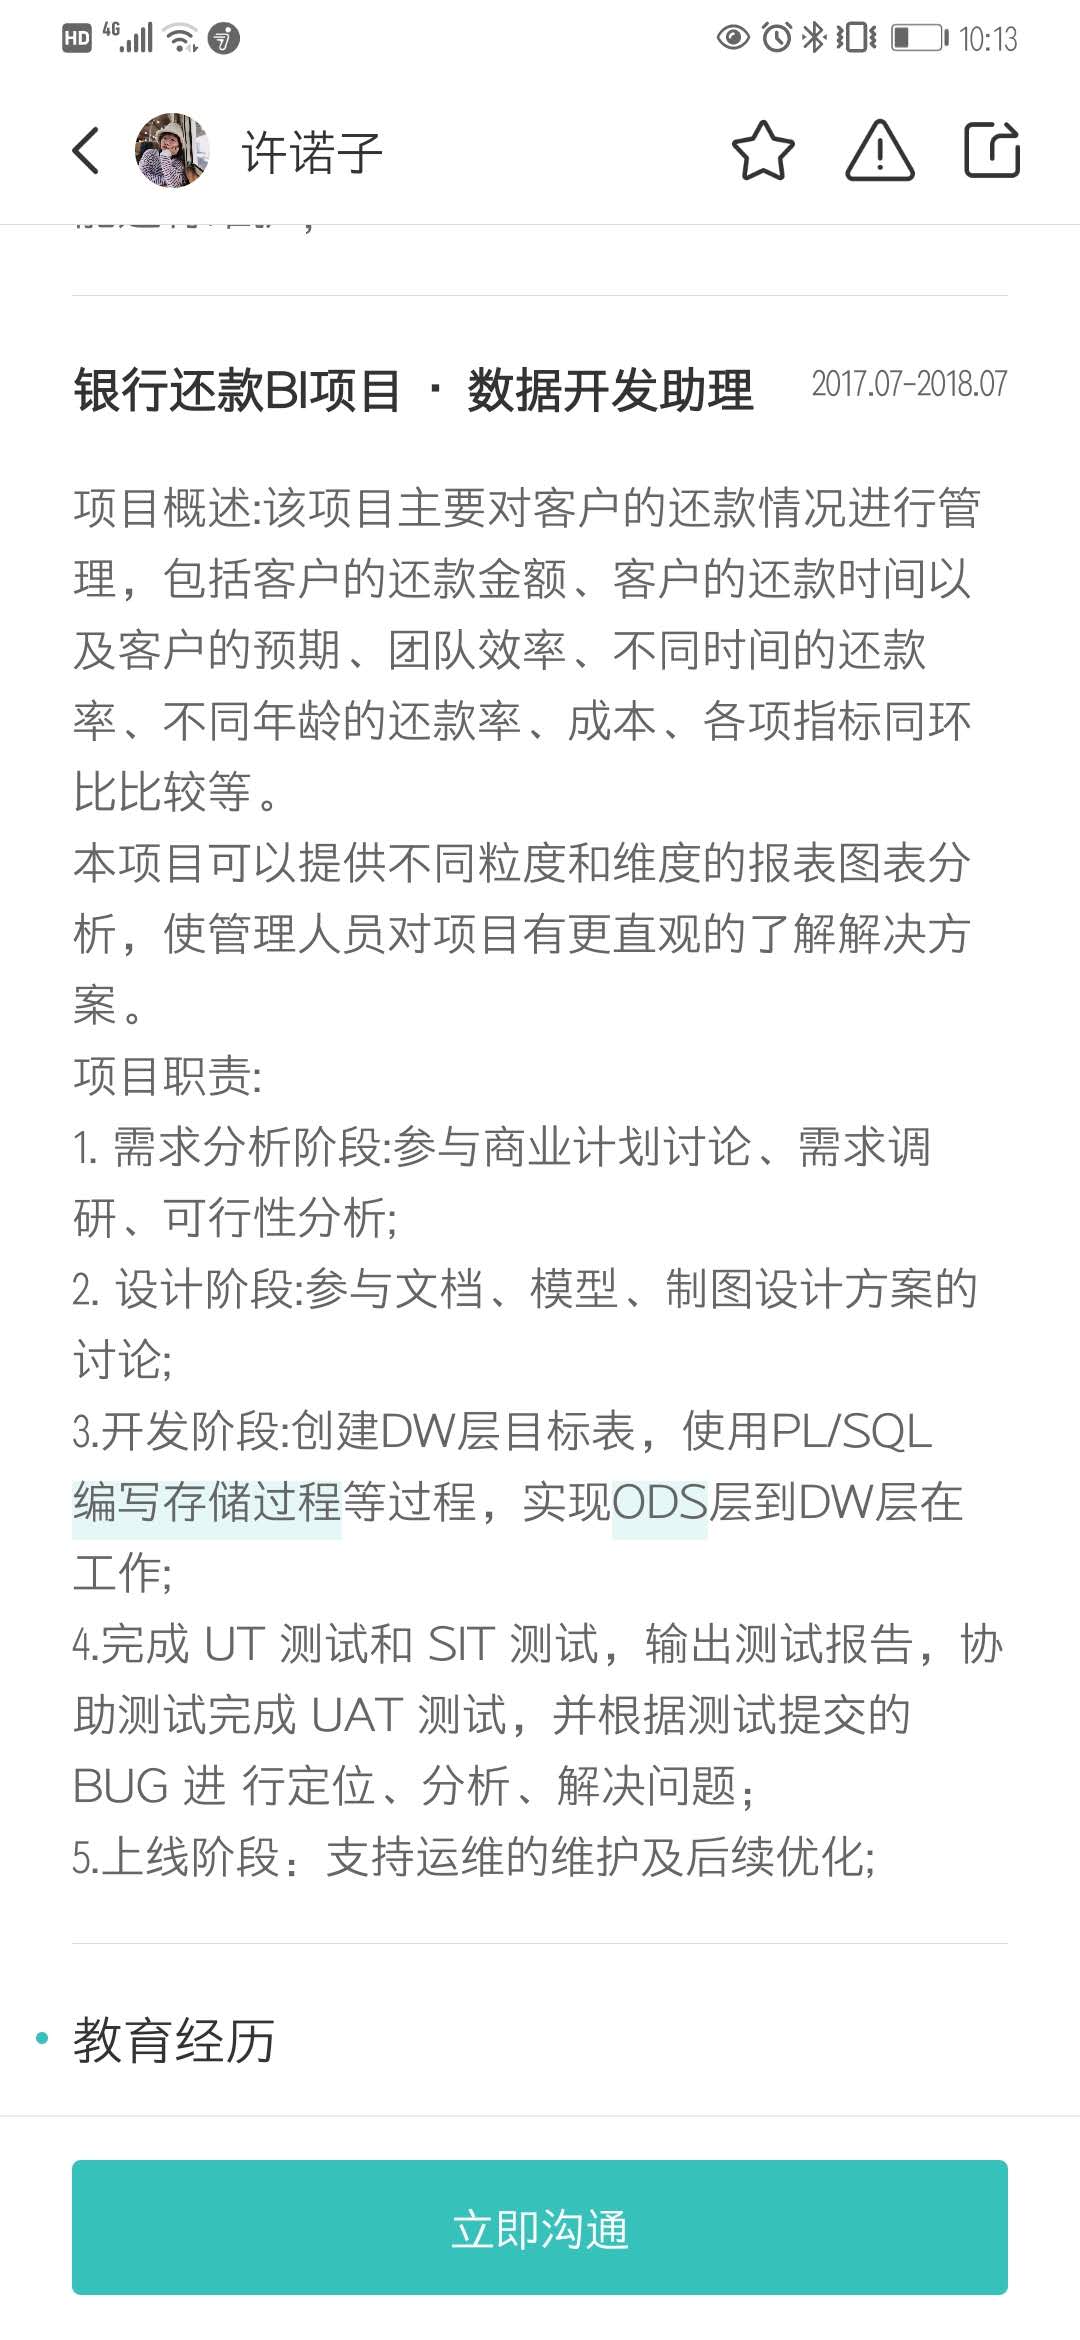 HD 4G 10:13
许诺子
银行还款BI项目 · 数据开发助理 2017.07-2018.07
项目概述:该项目主要对客户的还款情况进行管
理，包括客户的还款金额、客户的还款时间以
及客户的预期、团队效率、不同时间的还款
率、不同年龄的还款率、成本、各项指标同环
比比较等。
本项目可以提供不同粒度和维度的报表图表分
析，使管理人员对项目有更直观的了解解决方
案。
项目职责:
1. 需求分析阶段:参与商业计划讨论、需求调
研、可行性分析;
2. 设计阶段:参与文档、模型、制图设计方案的
讨论;
3.开发阶段:创建DW层目标表，使用PL/SQL
编写存储过程等过程，实现ODS层到DW层在
工作;
4.完成 UT 测试和 SIT 测试，输出测试报告，协
助测试完成 UAT 测试，并根据测试提交的
BUG 进 行定位、分析、解决问题；
5.上线阶段：支持运维的维护及后续优化;
教育经历
立即沟通